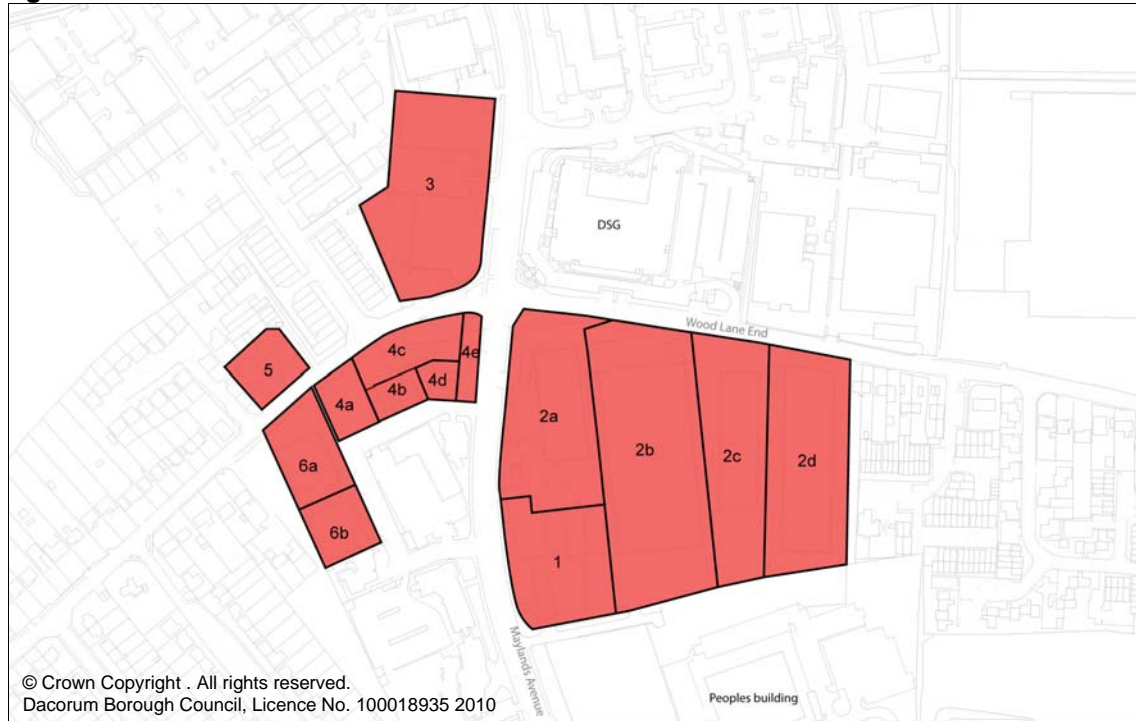 g
3
DSG
Wood Lane End
4c
4e
5
4d
4b
4a
2a
2b
2c
2d
6a
6b
1
Maylands Avenue
Peoples building
© Crown Copyright . All rights reserved.
Dacorum Borough Council, Licence No. 100018935 2010